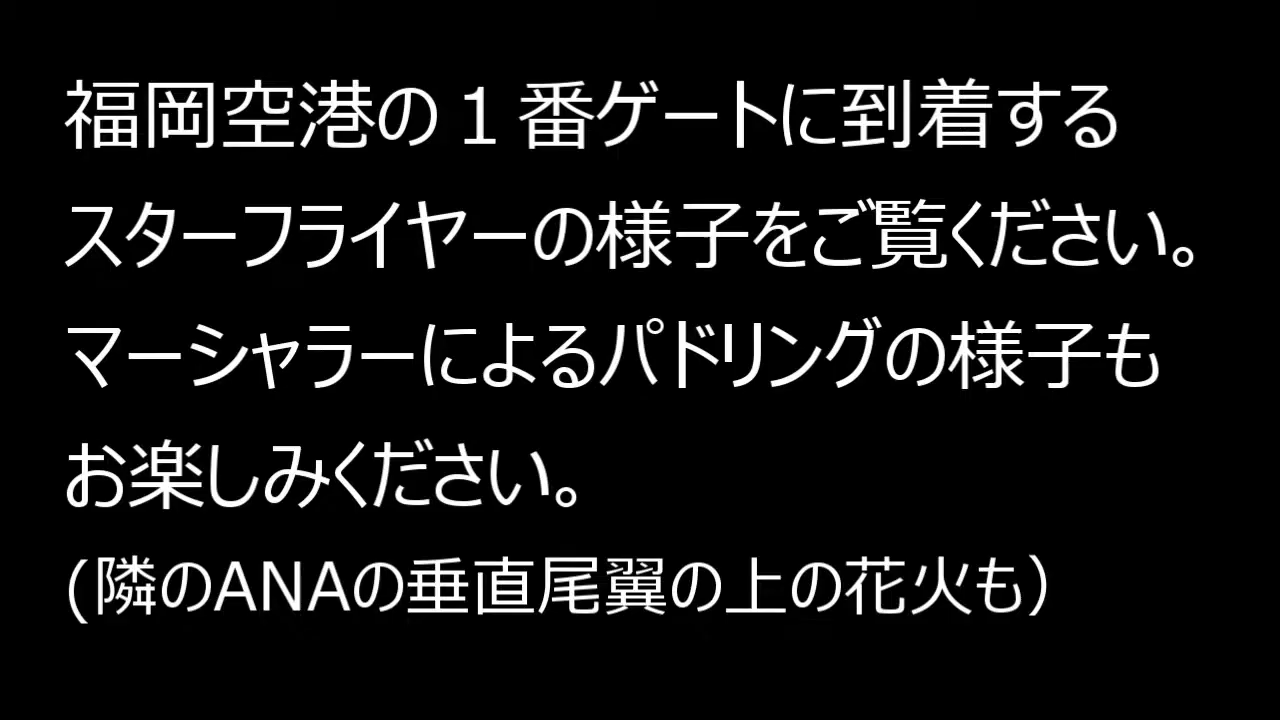 福岡空港の１番ゲートに到着する
スターフライヤーの様子をご覧ください。
マーシャラーによるパドリングの様子も
お楽しみください。
(隣のANAの垂直尾翼の上の花火も)